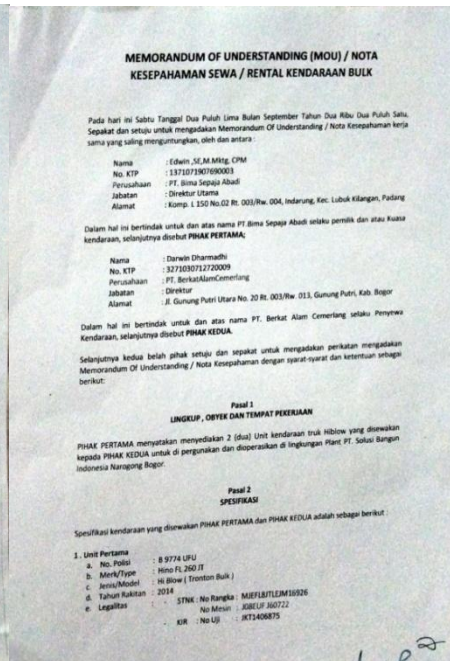 MEMORANDUM OF UNDERSTANDING (MOU) / NOTA
KESEPAHAMAN SEWA / RENTAL KENDARAAN BULK
Pada hari ini Sabtu Tanggal Dua Puluh Lima Bulan September Tahun Dua Ribu Dua Puluh Satu,
Sepakat dan setuju untuk mengadakan Memorandum Of Understanding / Nota Kesepahaman kerja
sama yang saling menguntungkan, oleh dan antara :
Nama : Edwin ,SE,M.Mktg, CPM
No. KTP : 1371071907690003
Perusahaan : PT. Bima Sepaja Abadi
Jabatan : Direktur Utama
Alamat : Komp. L 150 No.02 Rt. 003/Rw. 004, Indarung, Kec. Lubuk Kilangan, Padang
Dalam hal ini bertindak untuk dan atas nama PT.Bima Sepaja Abadi selaku pemilik dan atau Kuasa
kendaraan, selanjutnya disebut PIHAK PERTAMA;
Nama : Darwin Dharmadhi
No. KTP : 3271030712720009
Perusahaan : PT. BerkatAlamCemerlang
Jabatan : Direktur
Alamat : Jl. Gunung Putri Utara No. 20 Rt. 003/Rw. 013, Gunung Putri, Kab. Bogor
Dalam hal ini bertindak untuk dan atas nama PT. Berkat Alam Cemerlang selaku Penyewa
Kendaraan, selanjutnya disebut PIHAK KEDUA.
Selanjutnya kedua belah pihak setuju dan sepakat untuk mengadakan perikatan mengadakan
Memorandum Of Understanding / Nota Kesepahaman dengan syarat-syarat dan ketentuan sebagai
berikut:
Pasal 1
LINGKUP , OBYEK DAN TEMPAT PEKERJAAN
PIHAK PERTAMA menyatakan menyediakan 2 (dua) Unit kendaraan truk Hiblow yang disewakan
kepada PIHAK KEDUA untuk di pergunakan dan dioperasikan di lingkungan Plant PT. Solusi Bangun
Indonesia Narogong Bogor.
Pasal 2
SPESIFIKASI
Spesifikasi kendaraan yang disewakan PIHAK PERTAMA dan PIHAK KEDUA adalah sebagai berikut :
1 . Unit Pertama
a. No. Polisi : B 9774 UFU
b. Merk/Type : Hino FL 260 JT
c. Jenis/Model : Hi Blow ( Tronton Bulk )
d. Tahun Rakitan : 2014
e. Legalitas : - STNK : No Rangka : MJEFL8JTLEJM16926
No Mesin : J08EUF J60722
- KIR : No Uji : JKT1406875